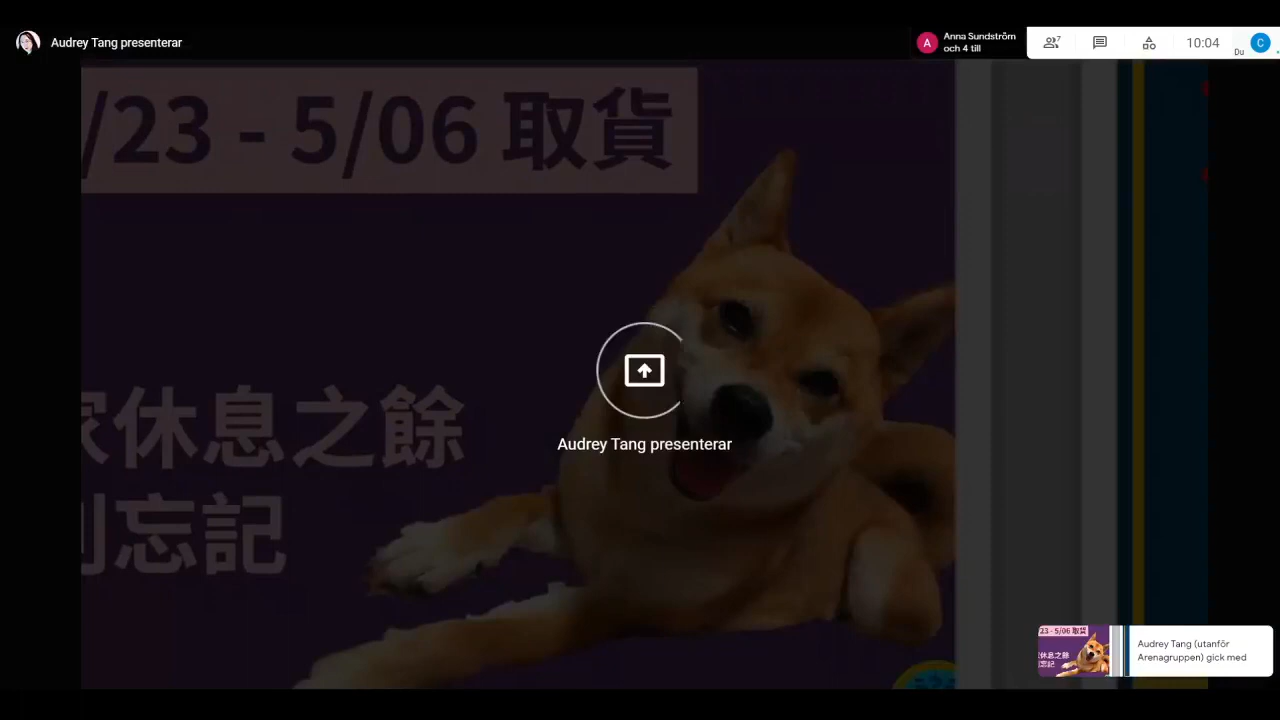 Audrey Tang presenterar
Anna Sundström
och 4 till
7
10:04
Du
C
A
/23 - 5/06 取貨
Audrey Tang presenterar
休息之餘
忘記
23 - 5/06 取貨
休息之餘
忘記
Audrey Tang (utanför
Arenagruppen) gick med